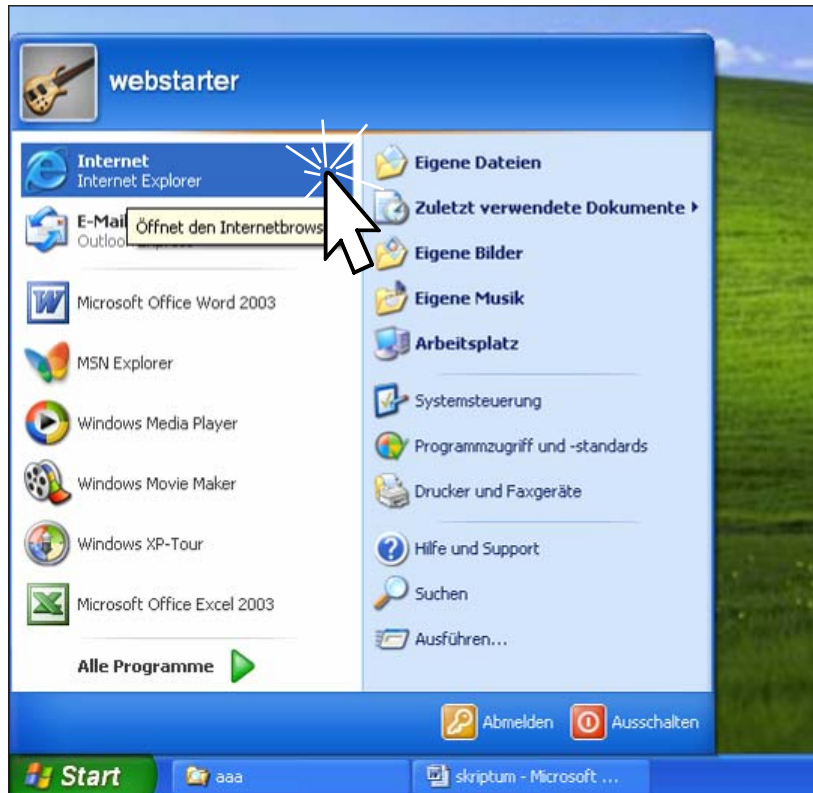 webstarter
Internet
Internet Explorer
E-Mail
Outloo
Öffnet den Internetbrows
Microsoft Office Word 2003
MSN Explorer
Windows Media Player
Windows Movie Maker
Windows XP-Tour
Microsoft Office Excel 2003
Alle Programme
Eigene Dateien
Zuletzt verwendete Dokumente
Eigene Bilder
Eigene Musik
Arbeitsplatz
Systemsteuerung
Programmzugriff und -standards
Drucker und Faxgeräte
Hilfe und Support
Suchen
Ausführen...
Abmelden
Ausschalten
Start
aaa
skriptum - Microsoft ...